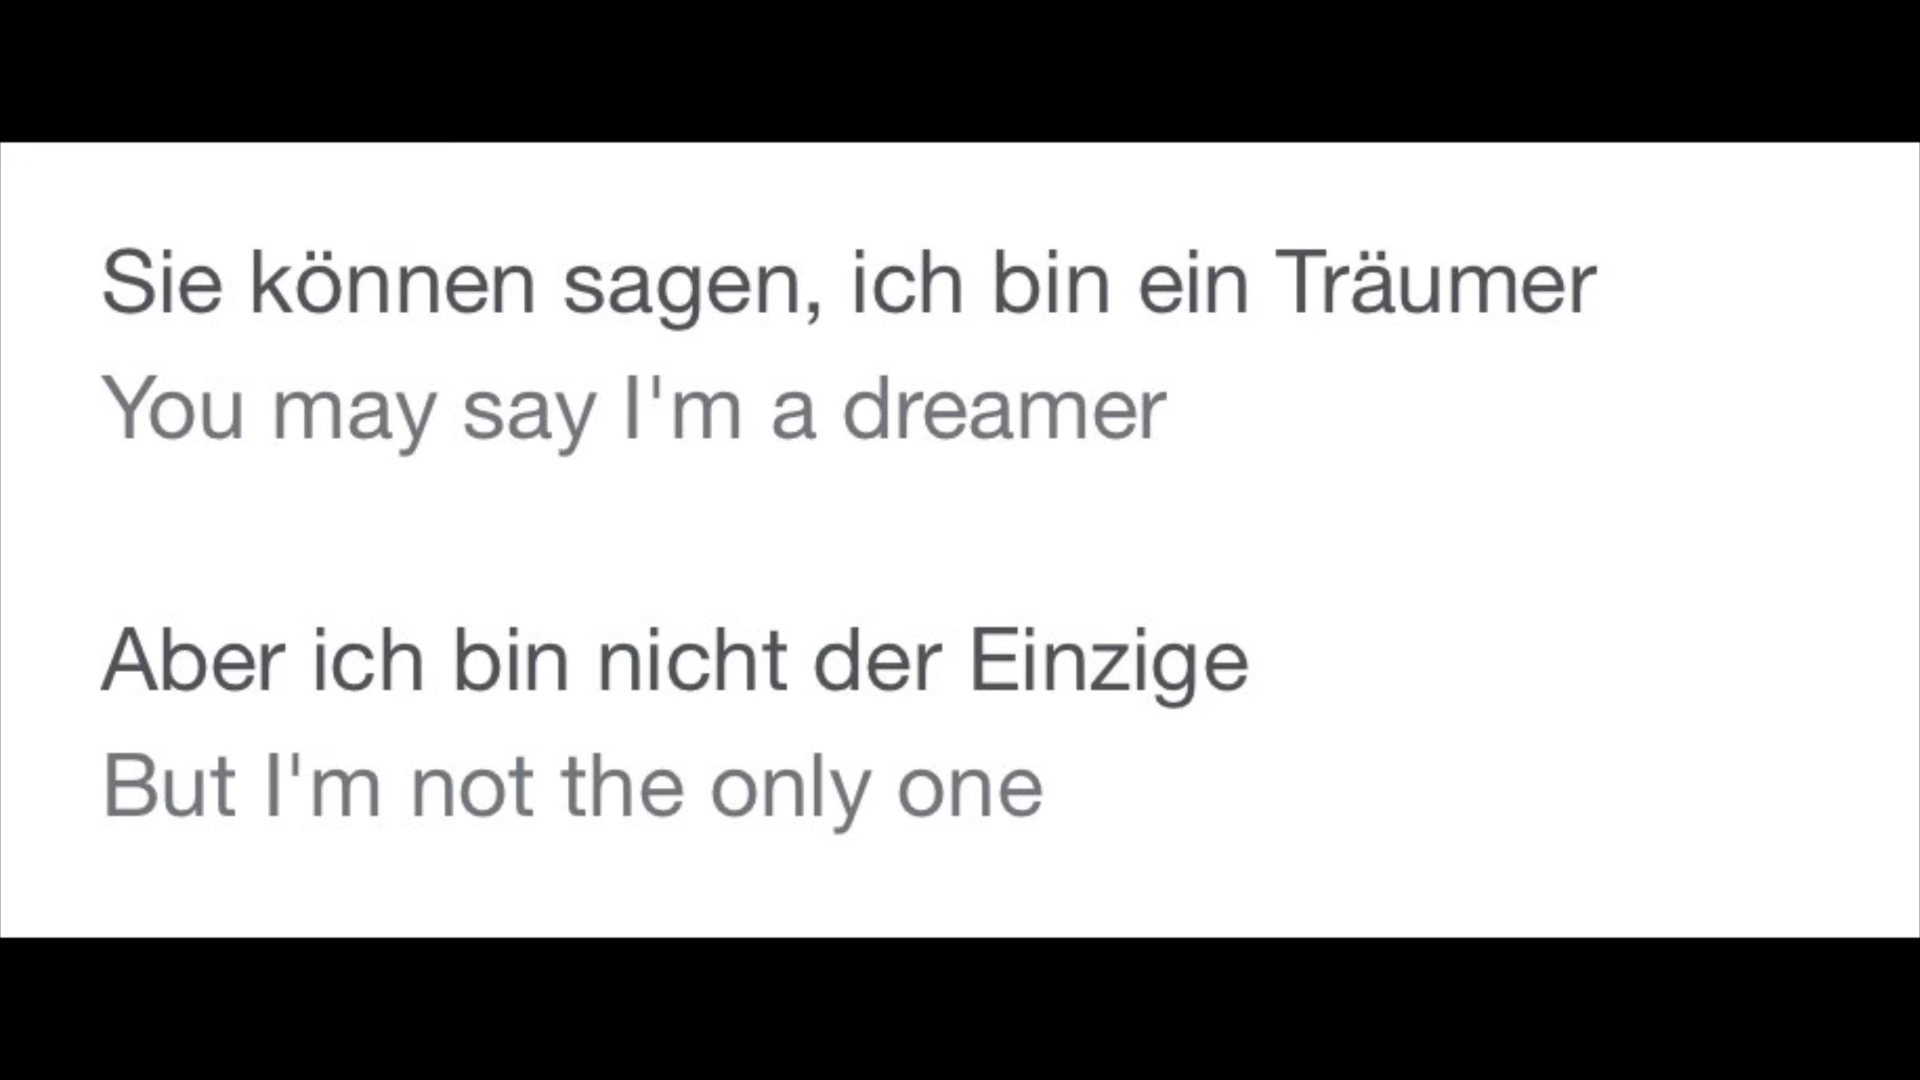 Sie können sagen, ich bin ein Träumer
You may say I'm a dreamer
Aber ich bin nicht der Einzige
But I'm not the only one